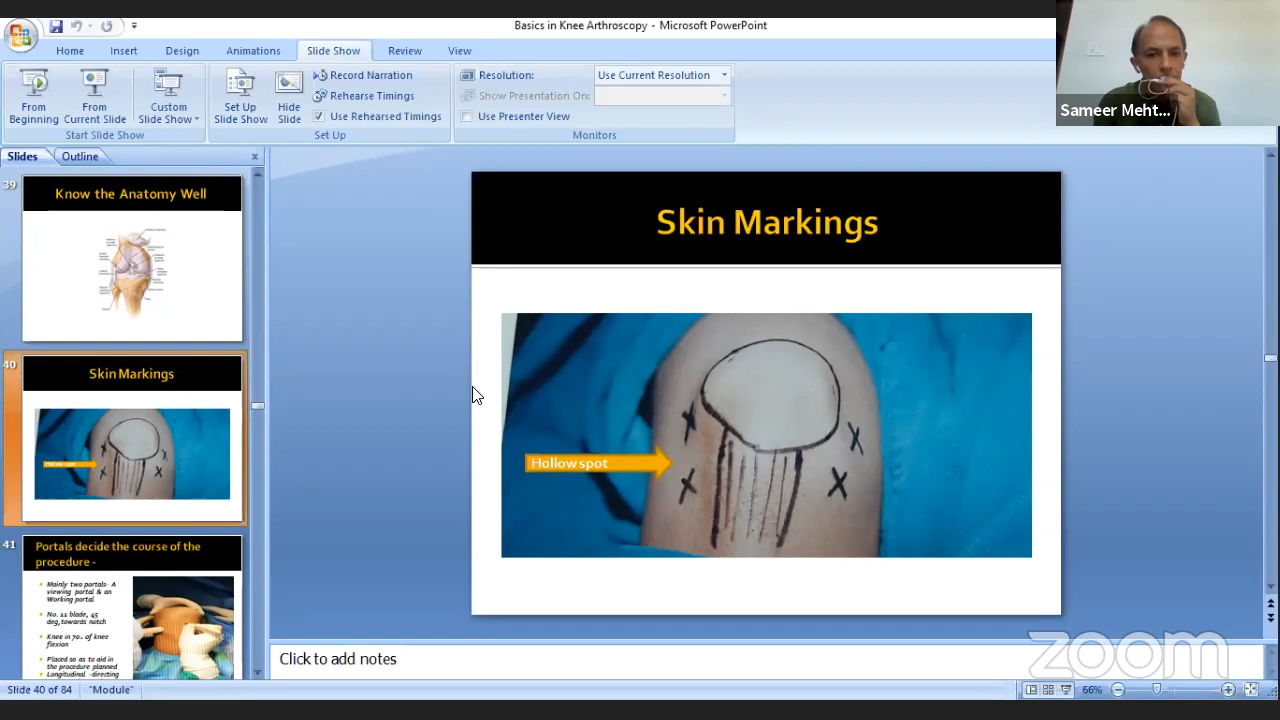 Basics in Knee Arthroscopy - Microsoft PowerPoint
Home Insert Design Animations Slide Show Review View
From Beginning
From Current Slide
Custom Slide Show
Start Slide Show
Set Up Slide Show
Hide Slide
Record Narration
Rehearse Timings
Use Rehearsed Timings
Set Up
Resolution: Use Current Resolution
Show Presentation On:
Use Presenter View
Monitors
Sameer Meht...
Slides Outline
39
Know the Anatomy Well
40
Skin Markings
Hollow spot
41
Portals decide the course of the
procedure -
Mainly two portals- A
viewing portal & an
Working portal
No. 11 blade, 45
deg,towards notch
Knee in 70o of knee
flexion
Placed so as to aid in
the procedure planned
Longitudinal -directing
Skin Markings
Hollow spot
Click to add notes
zoom
Slide 40 of 84 "Module" 66%